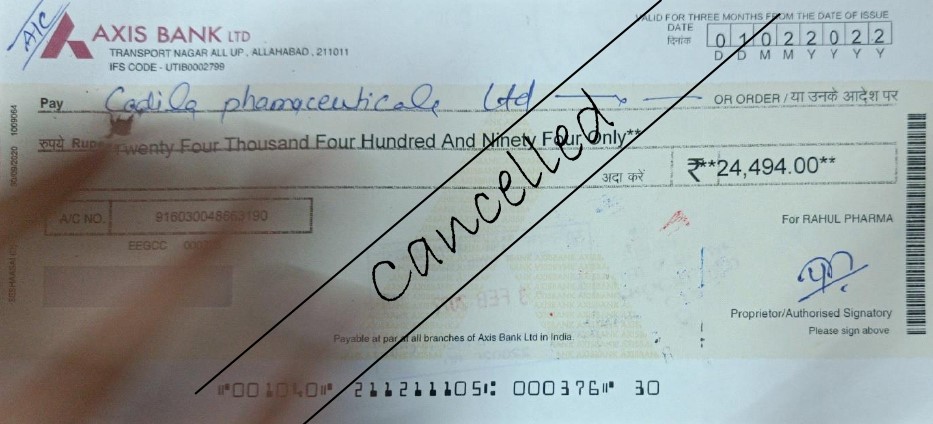 A/C
AXIS BANK LTD
TRANSPORT NAGAR ALL UP, ALLAHABAD, 211011
IFS CODE - UTIB0002799
VALID FOR THREE MONTHS FROM THE DATE OF ISSUE
DATE
दिनांक
0 1 0 2 2 0 2 2
D D M M Y Y Y Y
Pay Cadila phamaceuticals Ltd OR ORDER / या उनके आदेश पर
रुपये Twenty Four Thousand Four Hundred And Ninety Four Only**
अदा करें ₹**24,494.00**
cancelled
A/C NO. 916030048663190
EEGCC
For RAHUL PHARMA
Proprietor/Authorised Signatory
Please sign above
Payable at par at all branches of Axis Bank Ltd in India.
⑈001040⑈ 211211105⑆ 000376⑈ 30